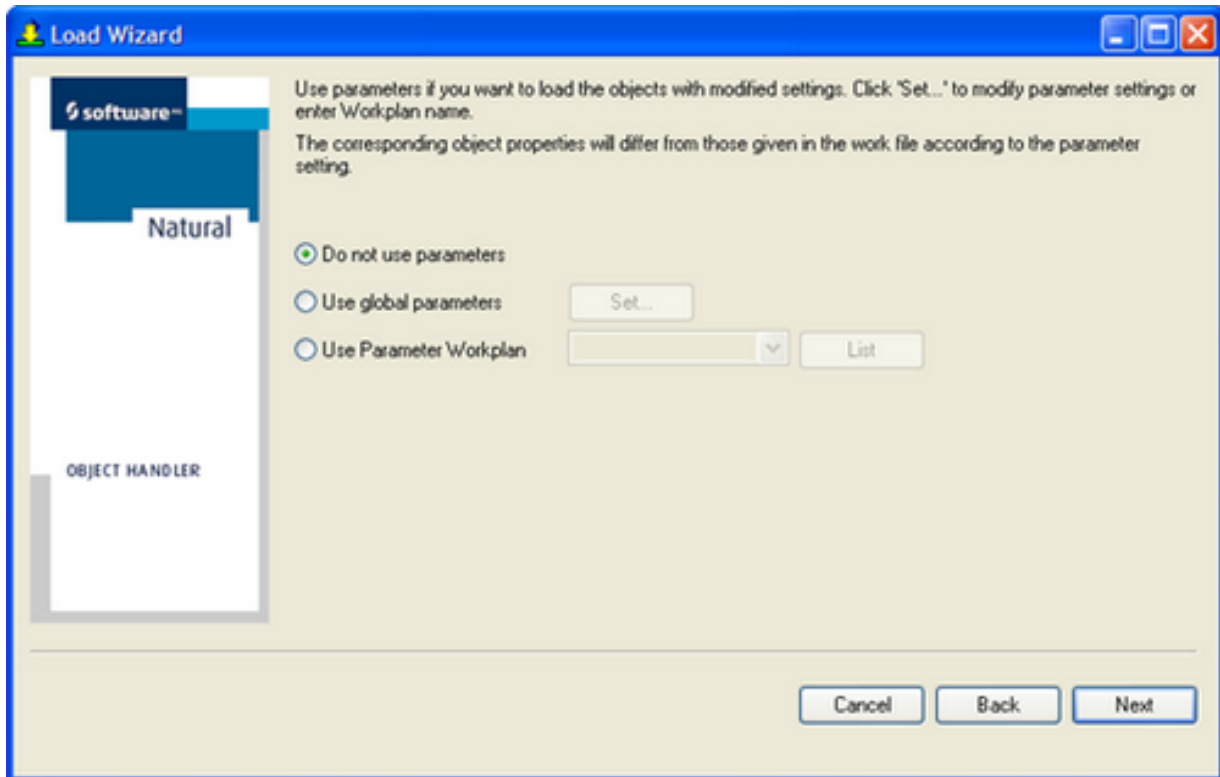 Load Wizard
software AG
Natural
OBJECT HANDLER
Use parameters if you want to load the objects with modified settings. Click 'Set...' to modify parameter settings or
enter Workplan name.
The corresponding object properties will differ from those given in the work file according to the parameter
setting.
Do not use parameters
Use global parameters Set...
Use Parameter Workplan List
Cancel Back Next